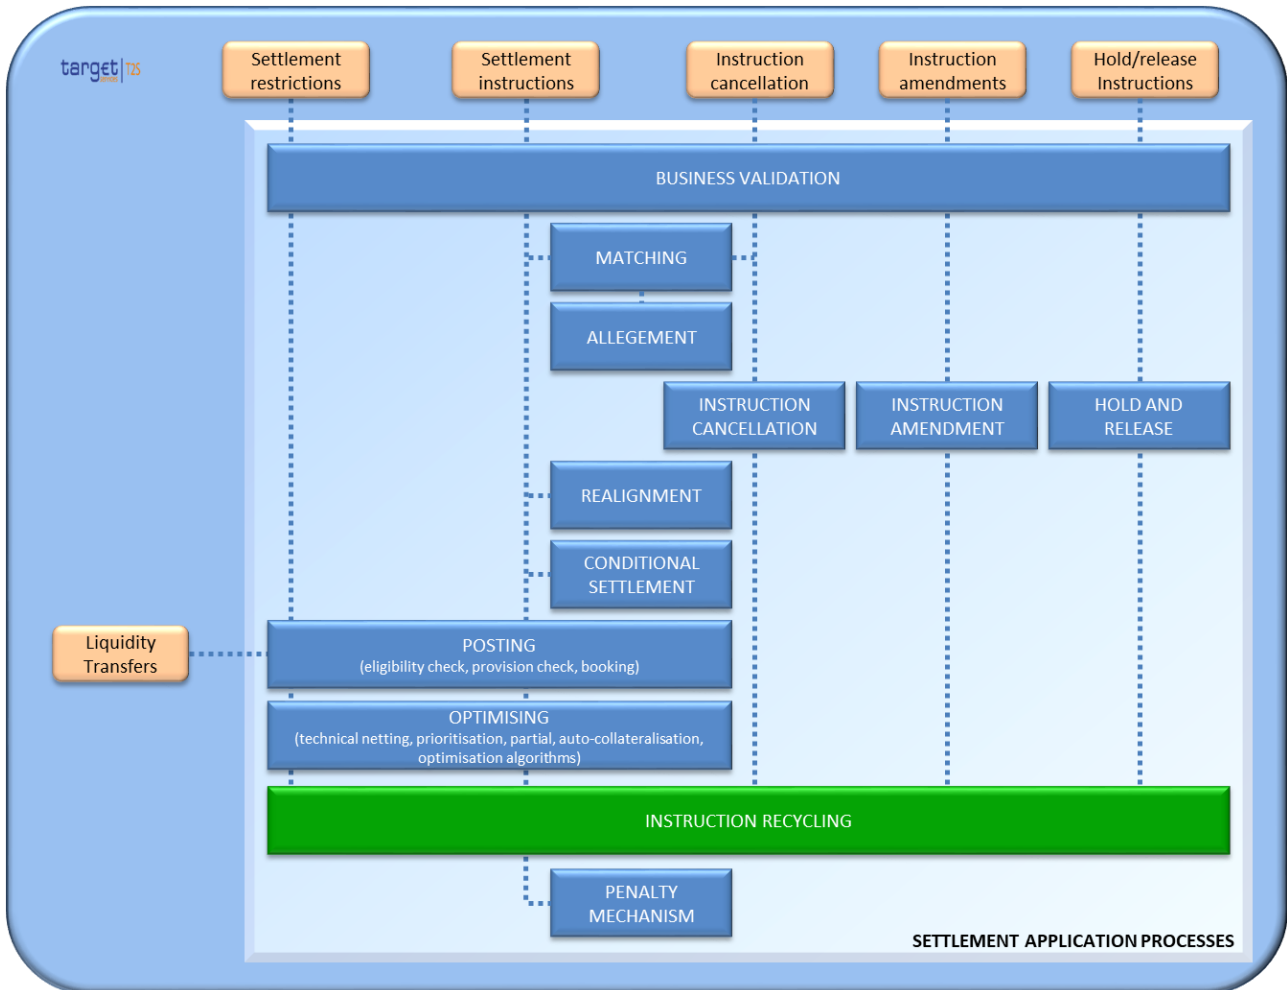 target|T2S
Settlement
restrictions
Settlement
instructions
Instruction
cancellation
Instruction
amendments
Hold/release
Instructions
BUSINESS VALIDATION
MATCHING
ALLEGEMENT
INSTRUCTION
CANCELLATION
INSTRUCTION
AMENDMENT
HOLD AND
RELEASE
REALIGNMENT
CONDITIONAL
SETTLEMENT
Liquidity
Transfers
POSTING
(eligibility check, provision check, booking)
OPTIMISING
(technical netting, prioritisation, partial, auto-collateralisation,
optimisation algorithms)
INSTRUCTION RECYCLING
PENALTY
MECHANISM
SETTLEMENT APPLICATION PROCESSES